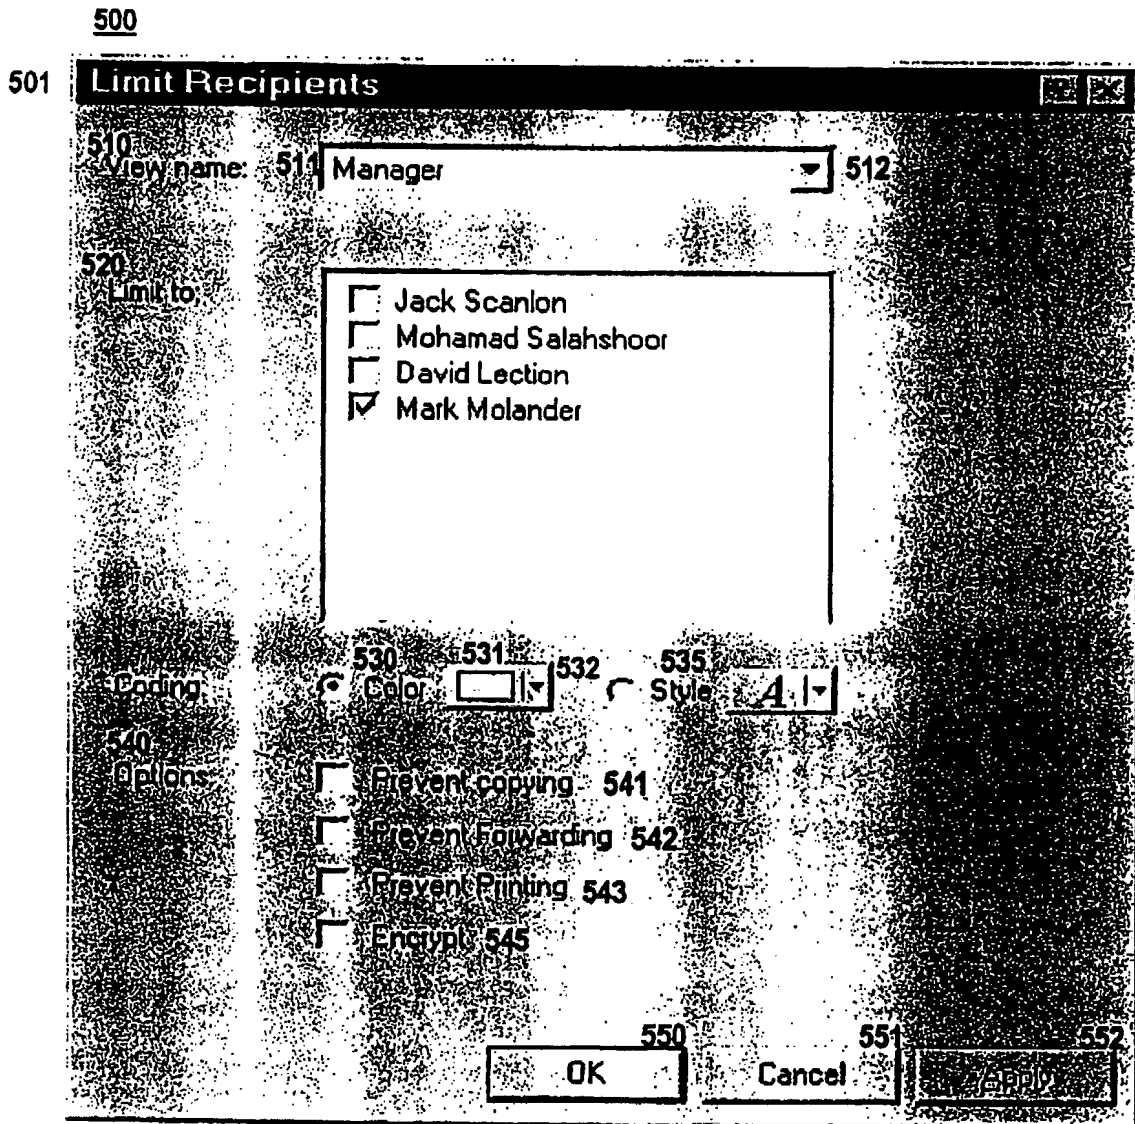 500
501 Limit Recipients
510
View name: 511 Manager 512
520
Limit to:
Jack Scanlon
Mohamad Salahshoor
David Lection
Mark Molander
530 531 532 535
Coding Color Style A
540
Options:
Prevent copying 541
Prevent Forwarding 542
Prevent Printing 543
Encrypt 545
550 551 552
OK Cancel Apply